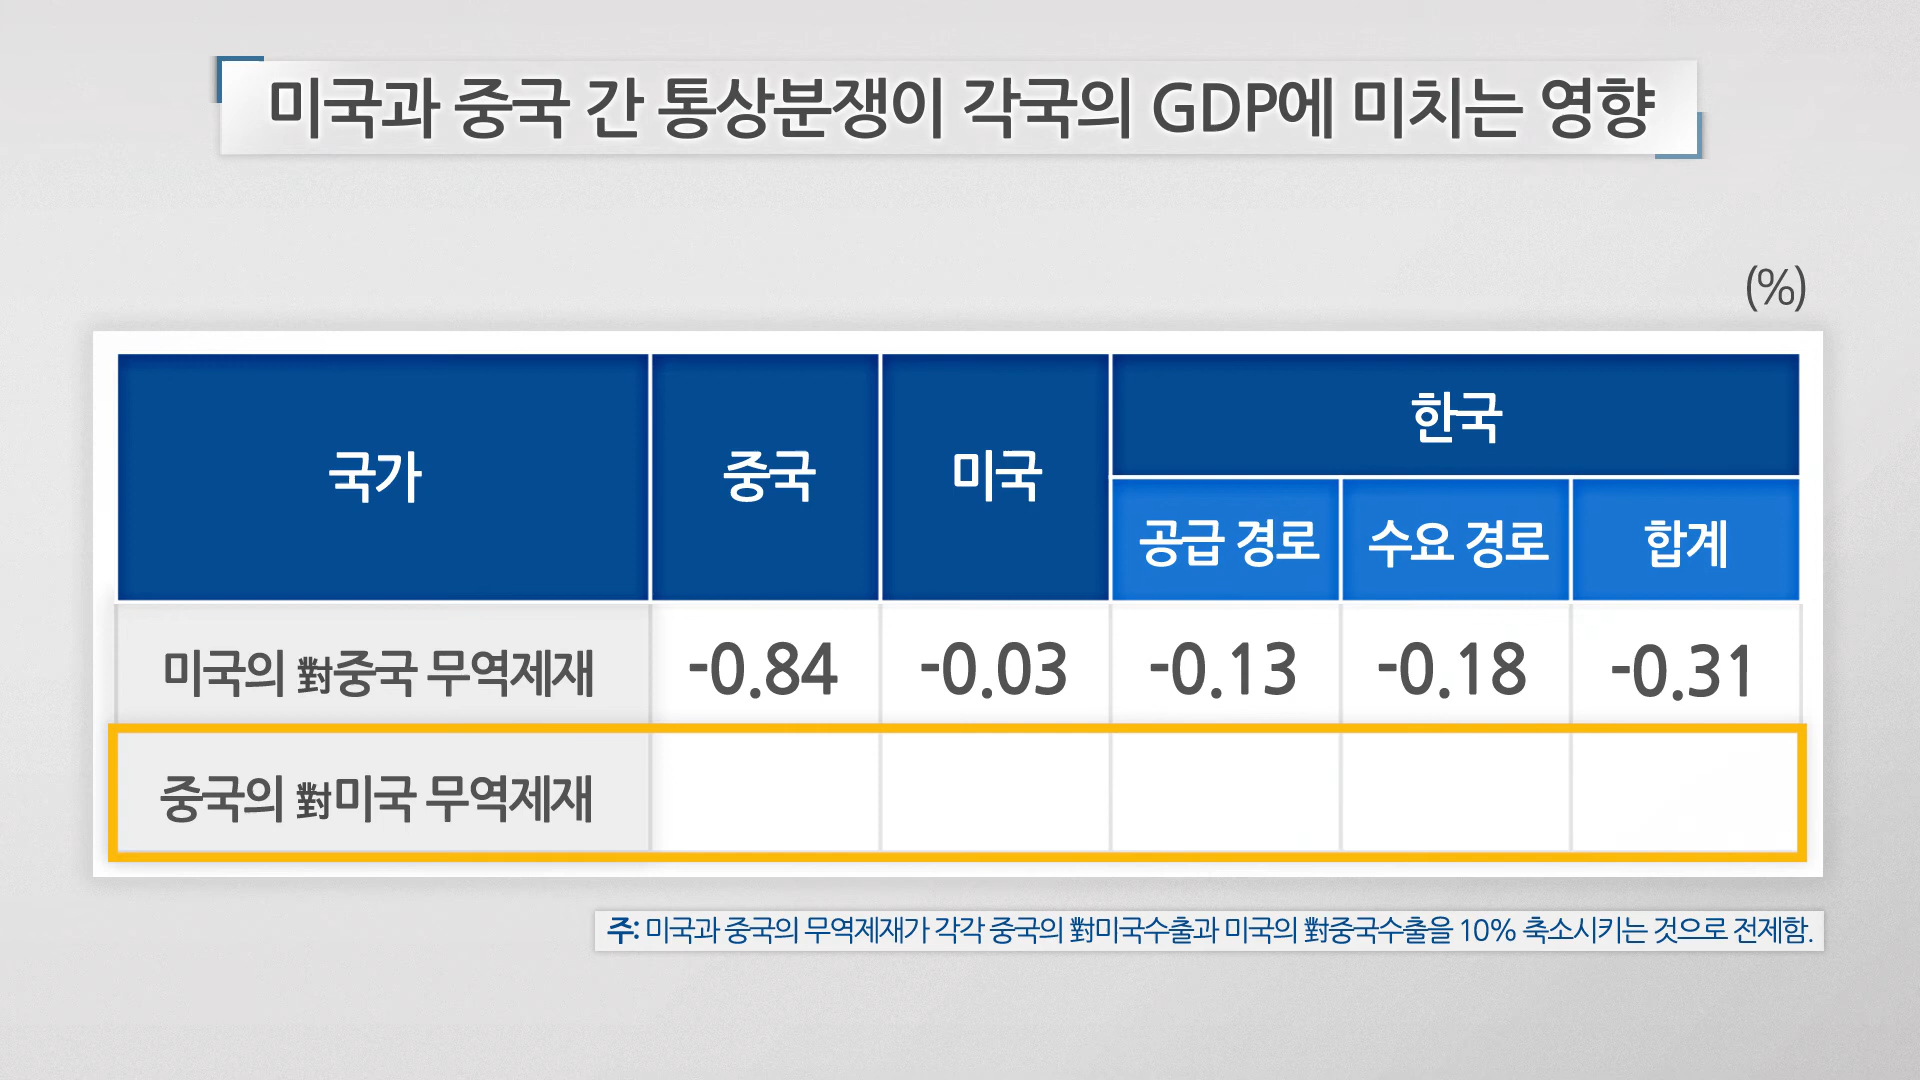 미국과 중국 간 통상분쟁이 각국의 GDP에 미치는 영향
(%)
국가 중국 미국 한국
공급 경로 수요 경로 합계
미국의 對중국 무역제재 -0.84 -0.03 -0.13 -0.18 -0.31
중국의 對미국 무역제재
주: 미국과 중국의 무역제재가 각각 중국의 對미국수출과 미국의 對중국수출을 10% 축소시키는 것으로 전제함.